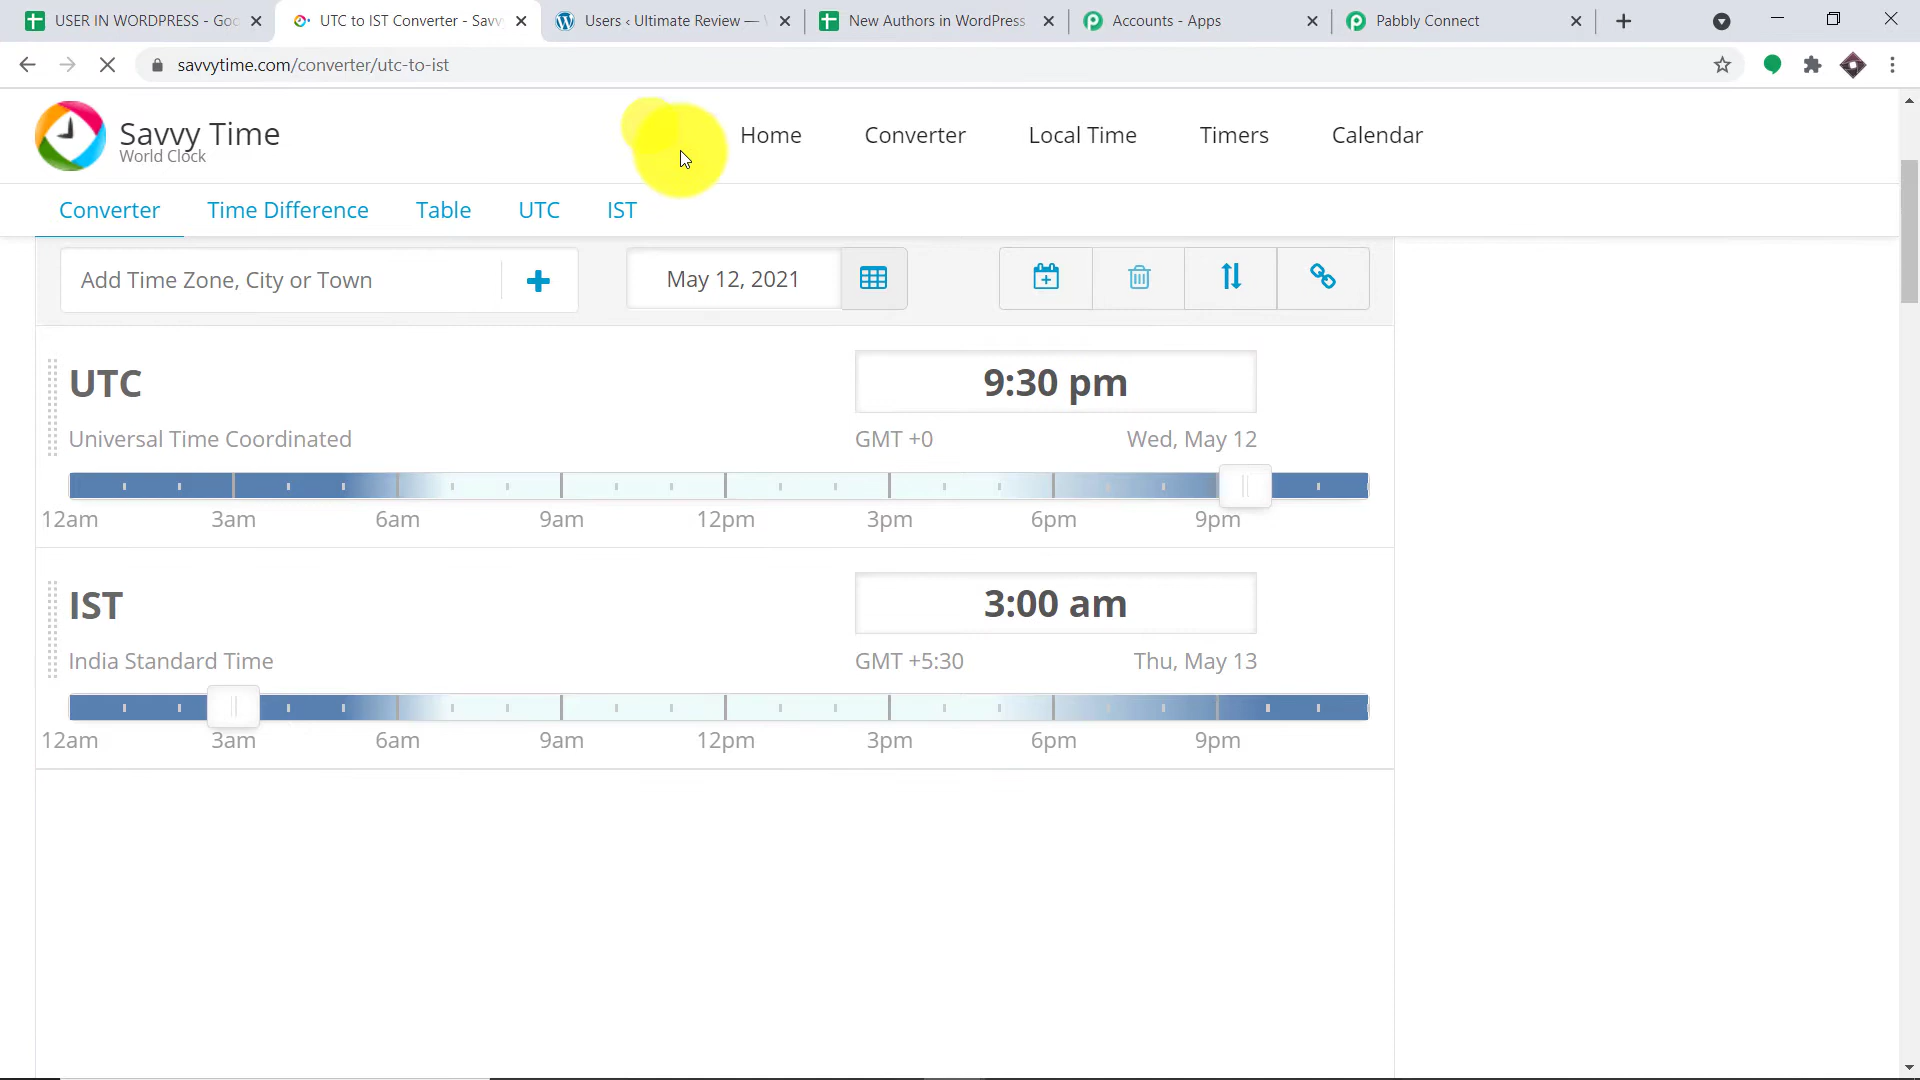 USER IN WORDPRESS - Goo
UTC to IST Converter - Savv
Users ‹ Ultimate Review —
New Authors in WordPress
Accounts - Apps
Pabbly Connect
savvytime.com/converter/utc-to-ist
Savvy Time
World Clock
Home
Converter
Local Time
Timers
Calendar
Converter
Time Difference
Table
UTC
IST
Add Time Zone, City or Town
May 12, 2021
UTC
9:30 pm
Universal Time Coordinated
GMT +0
Wed, May 12
12am 3am 6am 9am 12pm 3pm 6pm 9pm
IST
3:00 am
India Standard Time
GMT +5:30
Thu, May 13
12am 3am 6am 9am 12pm 3pm 6pm 9pm